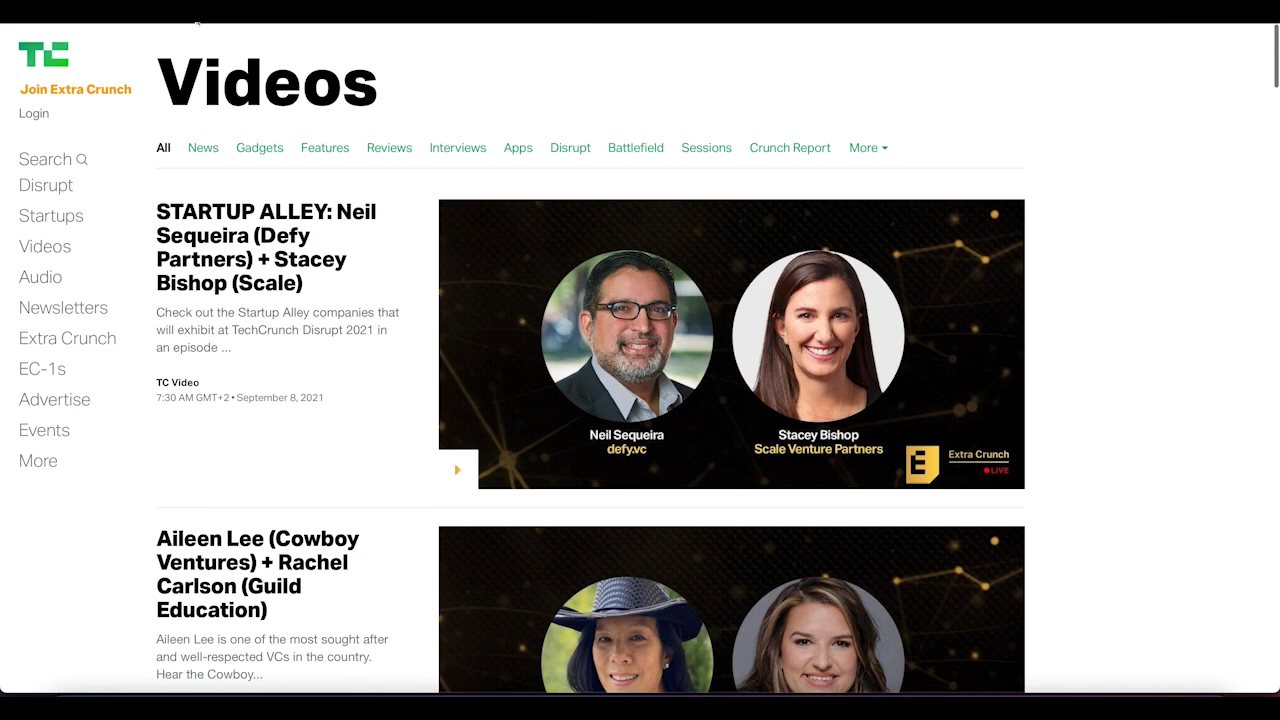 TC
Join Extra Crunch
Login
Search
Disrupt
Startups
Videos
Audio
Newsletters
Extra Crunch
EC-1s
Advertise
Events
More
Videos
All News Gadgets Features Reviews Interviews Apps Disrupt Battlefield Sessions Crunch Report More
STARTUP ALLEY: Neil
Sequeira (Defy
Partners) + Stacey
Bishop (Scale)
Check out the Startup Alley companies that
will exhibit at TechCrunch Disrupt 2021 in
an episode ...
TC Video
7:30 AM GMT+2 • September 8, 2021
Neil Sequeira
defy.vc
Stacey Bishop
Scale Venture Partners
E
Extra Crunch
LIVE
Aileen Lee (Cowboy
Ventures) + Rachel
Carlson (Guild
Education)
Aileen Lee is one of the most sought after
and well-respected VCs in the country.
Hear the Cowboy...